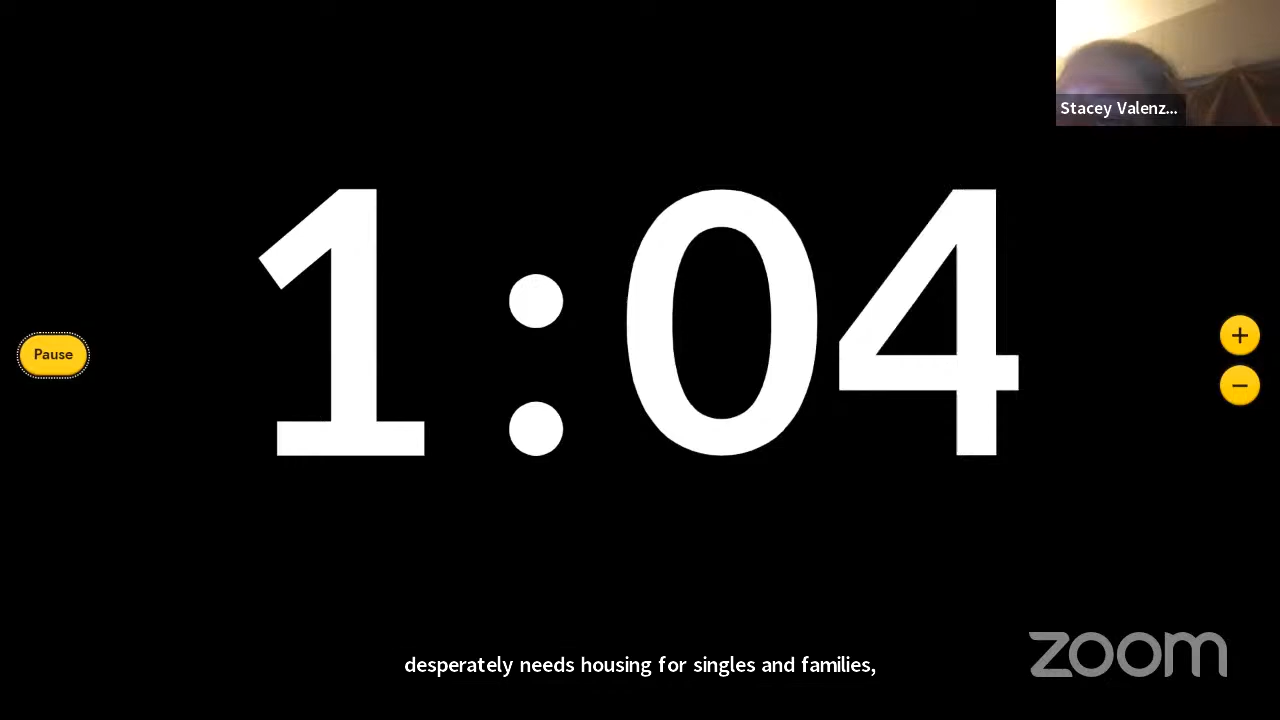 Stacey Valenz...
1:04
Pause
+
−
desperately needs housing for singles and families,
zoom